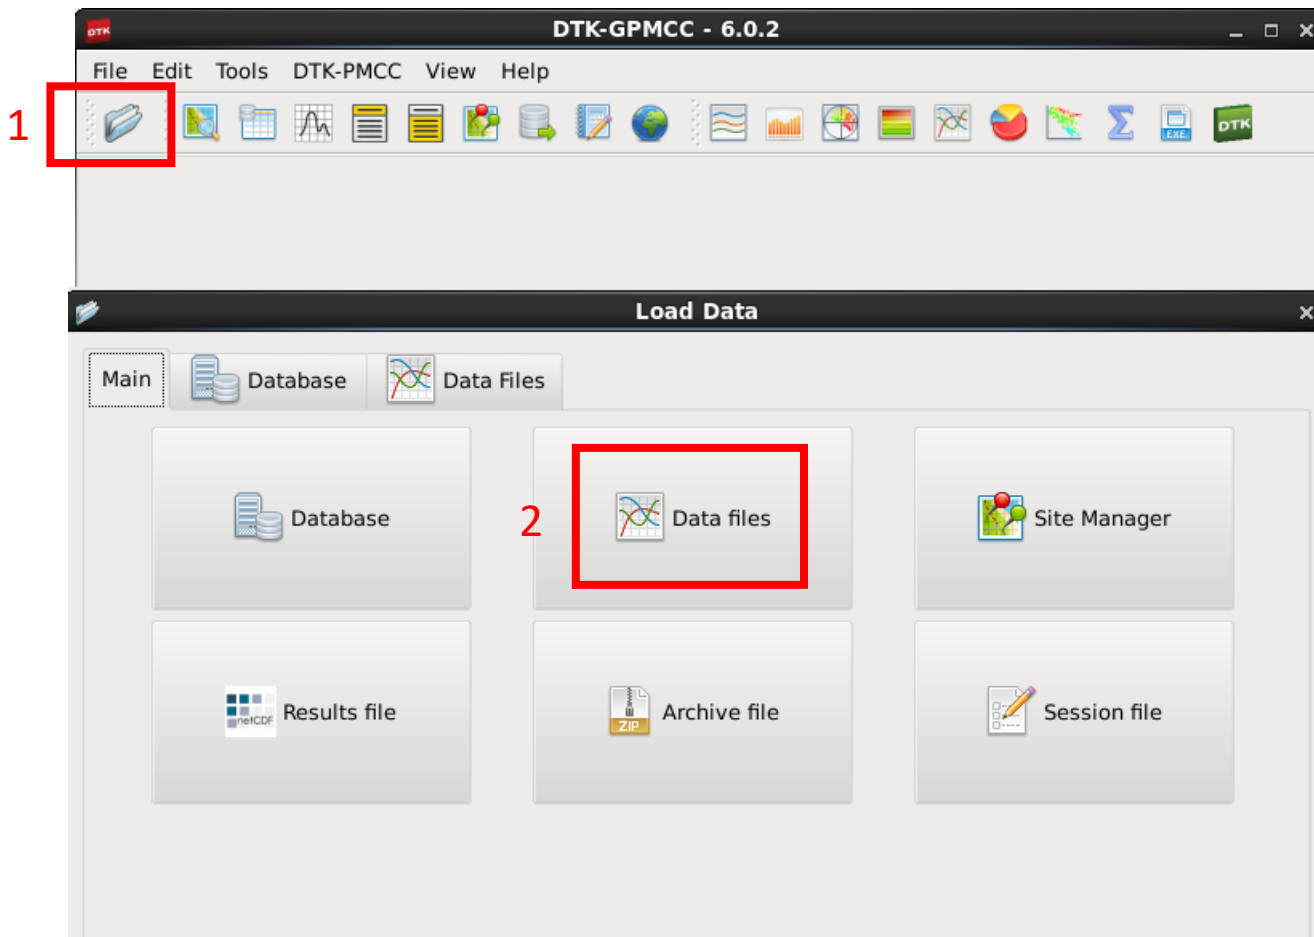 DTK
DTK-GPMCC - 6.0.2
File Edit Tools DTK-PMCC View Help
1
EXE
DTK
Load Data
Main
Database
Data Files
Database
2
Data files
Site Manager
netCDF
Results file
ZIP
Archive file
Session file